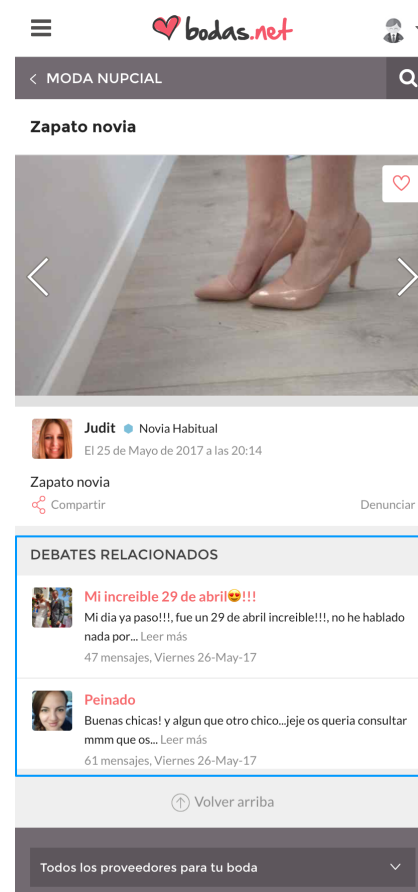 bodas.net
< MODA NUPCIAL
Zapato novia
Judit Novia Habitual
El 25 de Mayo de 2017 a las 20:14
Zapato novia
Compartir Denunciar
DEBATES RELACIONADOS
Mi increible 29 de abril😍!!!
Mi dia ya paso!!!, fue un 29 de abril increible!!!, no he hablado
nada por... Leer más
47 mensajes, Viernes 26-May-17
Peinado
Buenas chicas! y algun que otro chico...jeje os queria consultar
mmm que os... Leer más
61 mensajes, Viernes 26-May-17
Volver arriba
Todos los proveedores para tu boda